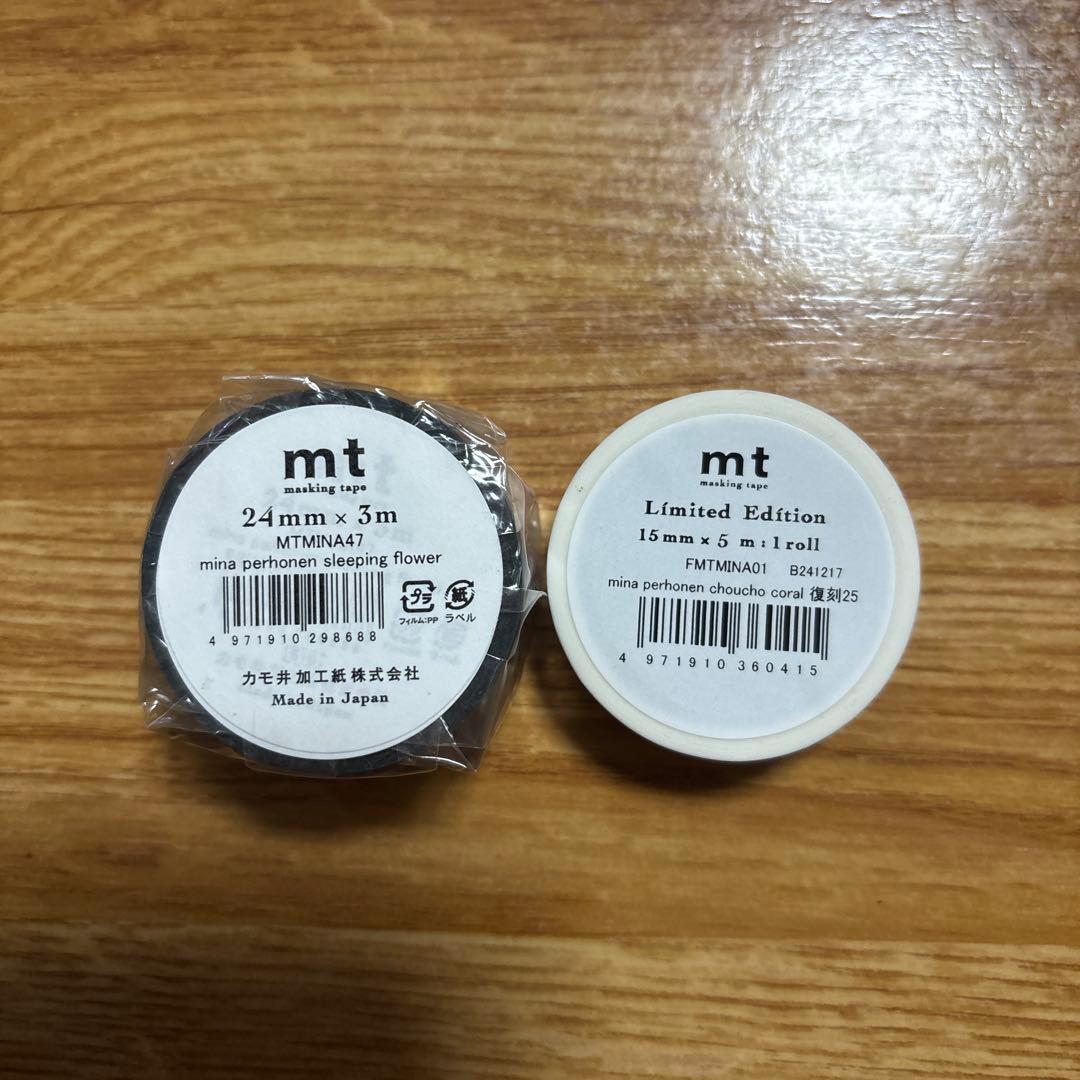 mt
masking tape
24mm × 3m
MTMINA47
mina perhonen sleeping flower
4 971910 298688
プラ
フィルム:PP
紙
ラベル
カモ井加工紙株式会社
Made in Japan
mt
masking tape
Limited Edition
15mm × 5 m : 1 roll
FMTMINA01 B241217
mina perhonen choucho coral 復刻25
4 971910 360415